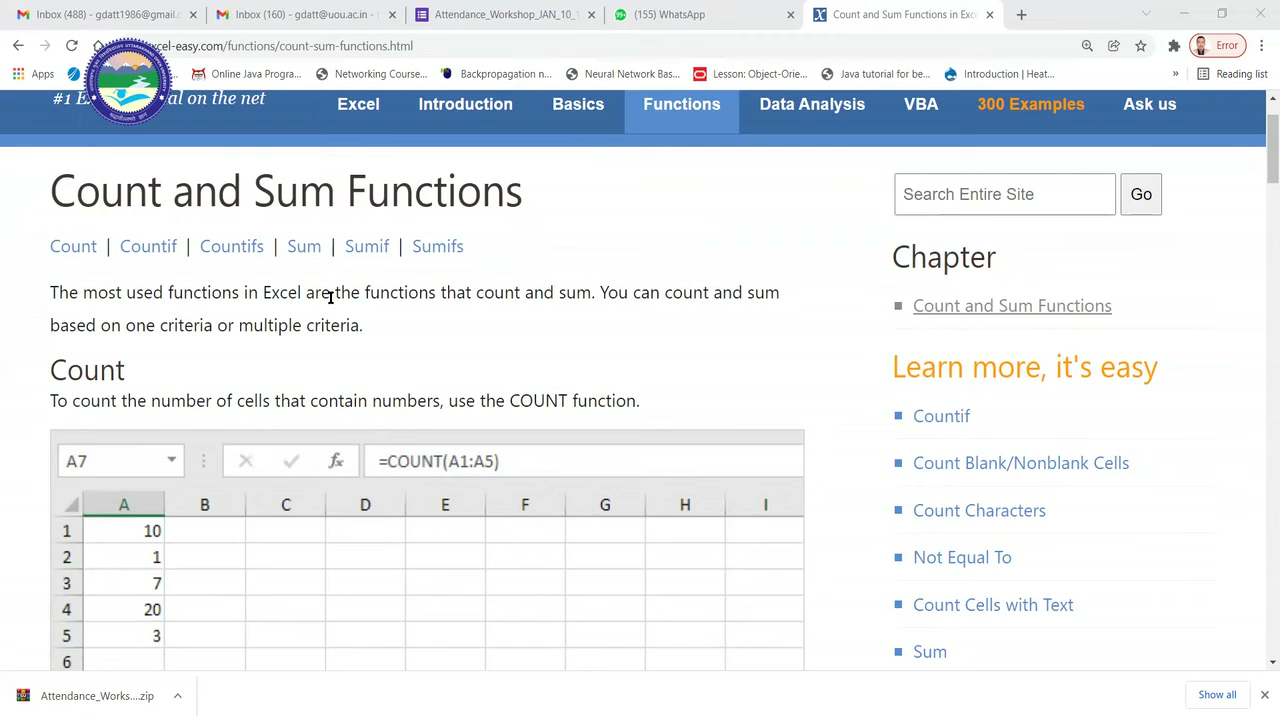 Inbox (488) - gdatt1986@gmail.c
Inbox (160) - gdatt@uou.ac.in -
Attendance_Workshop_JAN_10_1
(155) WhatsApp
Count and Sum Functions in Exce
cel-easy.com/functions/count-sum-functions.html
Error
Apps
Online Java Progra...
Networking Course...
Backpropagation n...
Neural Network Bas...
Lesson: Object-Orie...
Java tutorial for be...
Introduction | Heat...
»
Reading list
#1 E al on the net
Excel
Introduction
Basics
Functions
Data Analysis
VBA
300 Examples
Ask us
Count and Sum Functions
Search Entire Site
Go
Count | Countif | Countifs | Sum | Sumif | Sumifs
The most used functions in Excel are the functions that count and sum. You can count and sum
based on one criteria or multiple criteria.
Count
To count the number of cells that contain numbers, use the COUNT function.
A7
fx
=COUNT(A1:A5)
A B C D E F G H I
1 10
2 1
3 7
4 20
5 3
6
Chapter
Count and Sum Functions
Learn more, it's easy
Countif
Count Blank/Nonblank Cells
Count Characters
Not Equal To
Count Cells with Text
Sum
Attendance_Works....zip
Show all